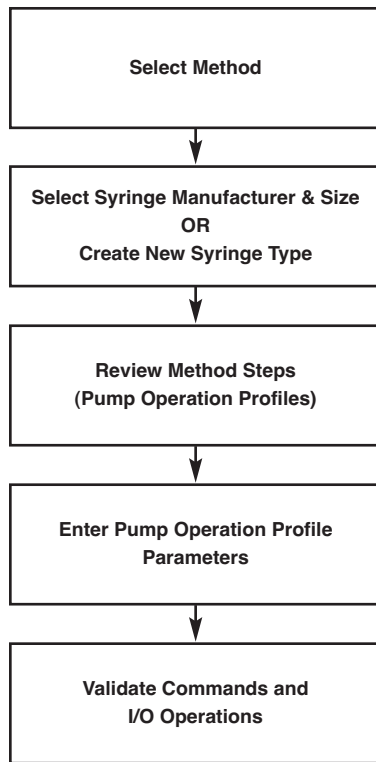 Select Method
Select Syringe Manufacturer & Size
OR
Create New Syringe Type
Review Method Steps
(Pump Operation Profiles)
Enter Pump Operation Profile
Parameters
Validate Commands and
I/O Operations